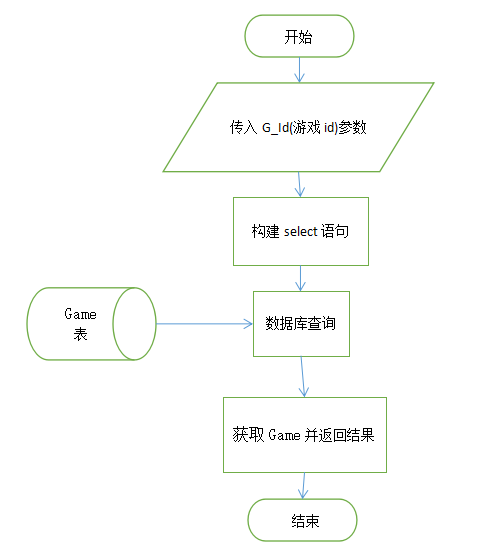 开始
传入 G_Id(游戏 id)参数
构建 select 语句
Game
表
数据库查询
获取 Game 并返回结果
结束